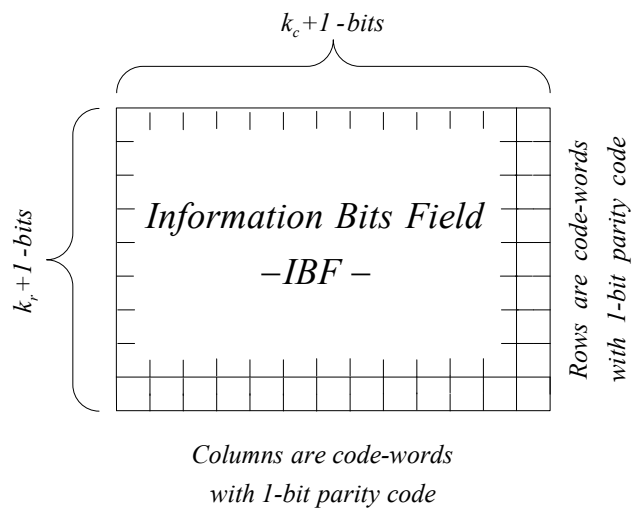 k_c+1 -bits
k_r+1 -bits
Information Bits Field
–IBF –
Rows are code-words
with 1-bit parity code
Columns are code-words
with 1-bit parity code